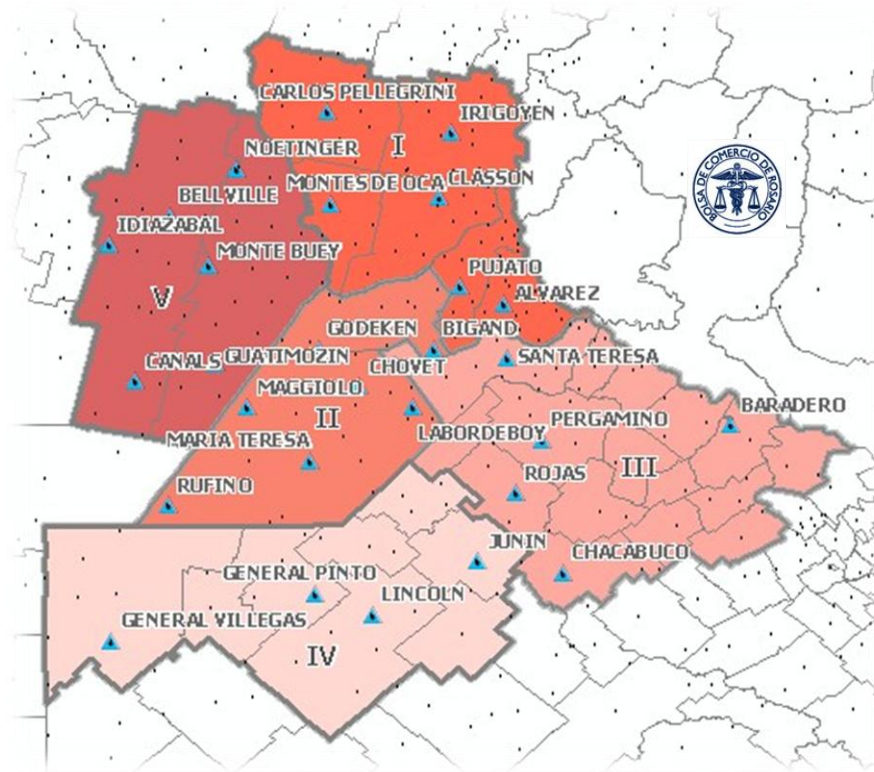 CARLOS PELLEGRINI
IRIGOYEN
NOETINGER
I
BELLVILLE
MONTES DE OCA
CLASSON
BOLSA DE COMERCIO DE ROSARIO
IDIAZABAL
MONTE BUEY
PUJATO
V
ALVAREZ
GODEKEN
BIGAND
CANALS
GUATIMOZIN
CHOVET
SANTA TERESA
MAGGIOLO
II
BARADERO
MARIA TERESA
LABORDEBOY
PERGAMINO
III
RUFINO
ROJAS
JUNIN
CHACABUCO
GENERAL PINTO
LINCOLN
GENERAL VILLEGAS
IV